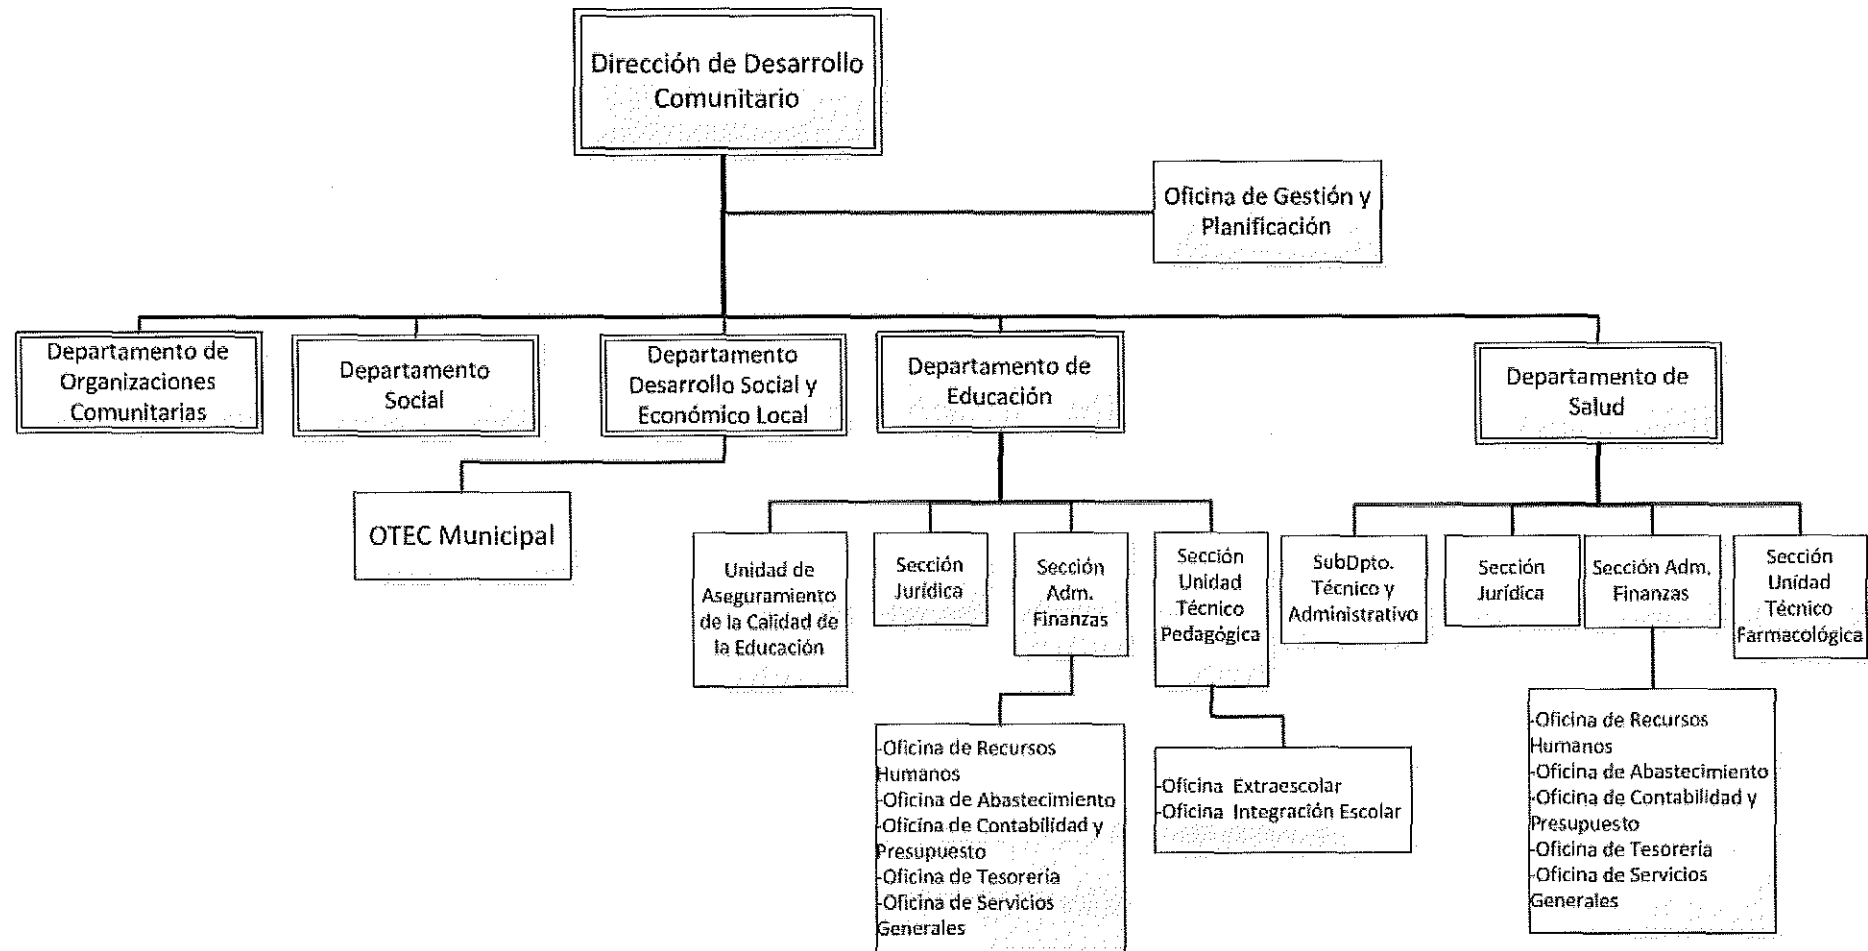 Dirección de Desarrollo
Comunitario
Oficina de Gestión y
Planificación
Departamento de
Organizaciones
Comunitarias
Departamento
Social
Departamento
Desarrollo Social y
Económico Local
Departamento de
Educación
Departamento de
Salud
OTEC Municipal
Unidad de
Aseguramiento
de la Calidad de
la Educación
Sección
Jurídica
Sección
Adm.
Finanzas
Sección
Unidad
Técnico
Pedagógica
SubDpto.
Técnico y
Administrativo
Sección
Jurídica
Sección Adm.
Finanzas
Sección
Unidad
Técnico
Farmacológica
-Oficina de Recursos
Humanos
-Oficina de Abastecimiento
-Oficina de Contabilidad y
Presupuesto
-Oficina de Tesorería
-Oficina de Servicios
Generales
-Oficina Extraescolar
-Oficina Integración Escolar
-Oficina de Recursos
Humanos
-Oficina de Abastecimiento
-Oficina de Contabilidad y
Presupuesto
-Oficina de Tesorería
-Oficina de Servicios
Generales